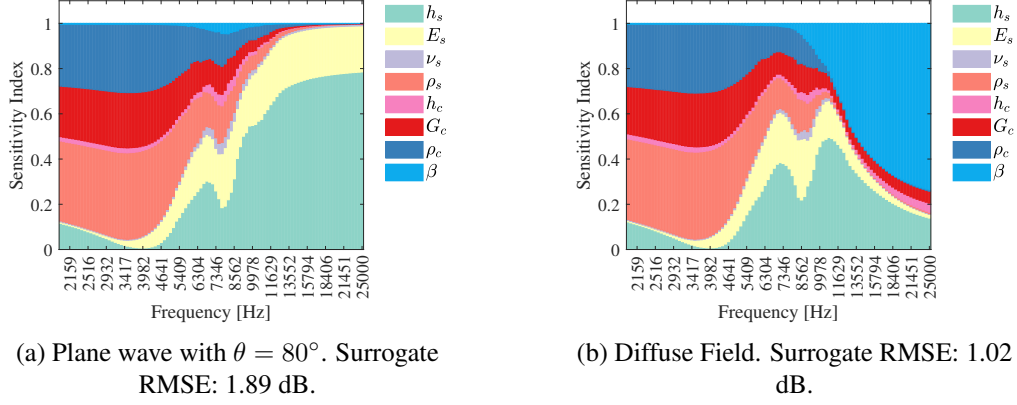 1
0.8
0.6
0.4
0.2
0
Sensitivity Index
2159
2516
2932
3417
3982
4641
5409
6304
7346
8562
9978
11629
13552
15794
18406
21451
25000
Frequency [Hz]
h_s
E_s
ν_s
ρ_s
h_c
G_c
ρ_c
β
(a) Plane wave with θ = 80°. Surrogate
RMSE: 1.89 dB.
1
0.8
0.6
0.4
0.2
0
Sensitivity Index
2159
2516
2932
3417
3982
4641
5409
6304
7346
8562
9978
11629
13552
15794
18406
21451
25000
Frequency [Hz]
h_s
E_s
ν_s
ρ_s
h_c
G_c
ρ_c
β
(b) Diffuse Field. Surrogate RMSE: 1.02
dB.